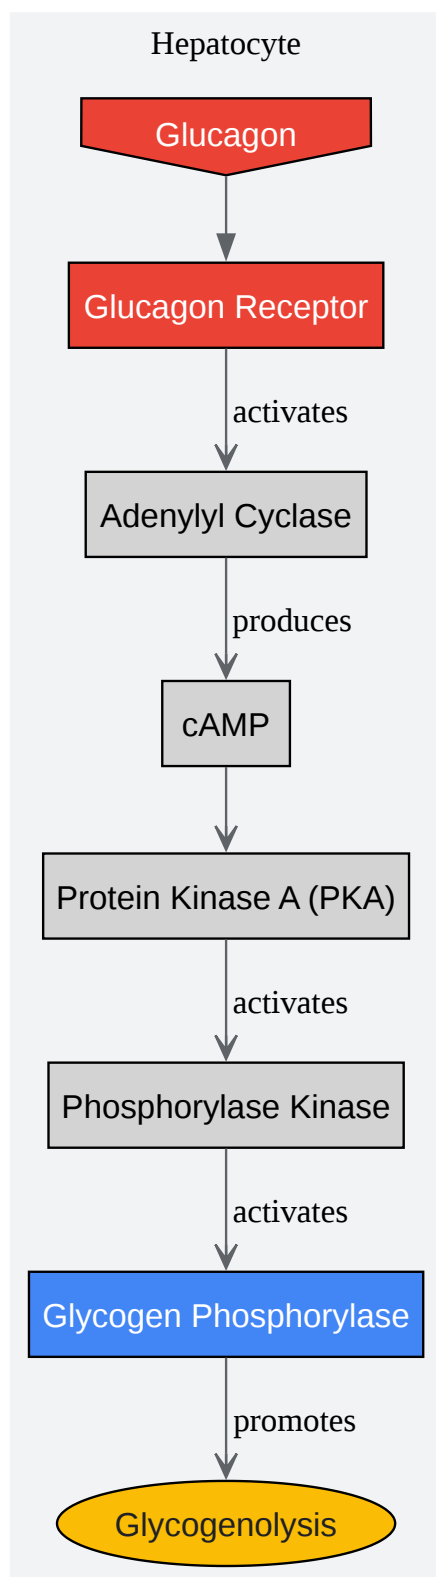 Hepatocyte
Glucagon
Glucagon Receptor
activates
Adenylyl Cyclase
produces
cAMP
Protein Kinase A (PKA)
activates
Phosphorylase Kinase
activates
Glycogen Phosphorylase
promotes
Glycogenolysis